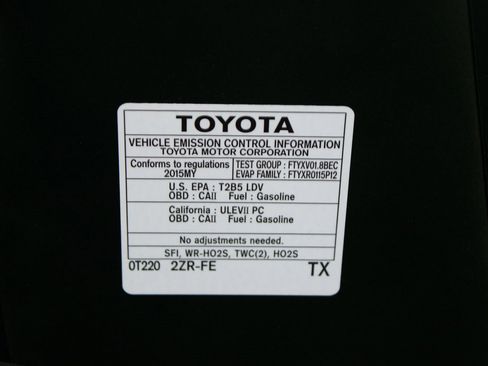 TOYOTA
VEHICLE EMISSION CONTROL INFORMATION
TOYOTA MOTOR CORPORATION
Conforms to regulations
2015MY
TEST GROUP : FTYXV01.8BEC
EVAP FAMILY : FTYXR0115P12
U.S. EPA : T2B5 LDV
OBD : CAII Fuel : Gasoline
California : ULEVII PC
OBD : CAII Fuel : Gasoline
No adjustments needed.
SFI, WR-HO2S, TWC(2), HO2S
0T220 2ZR-FE TX